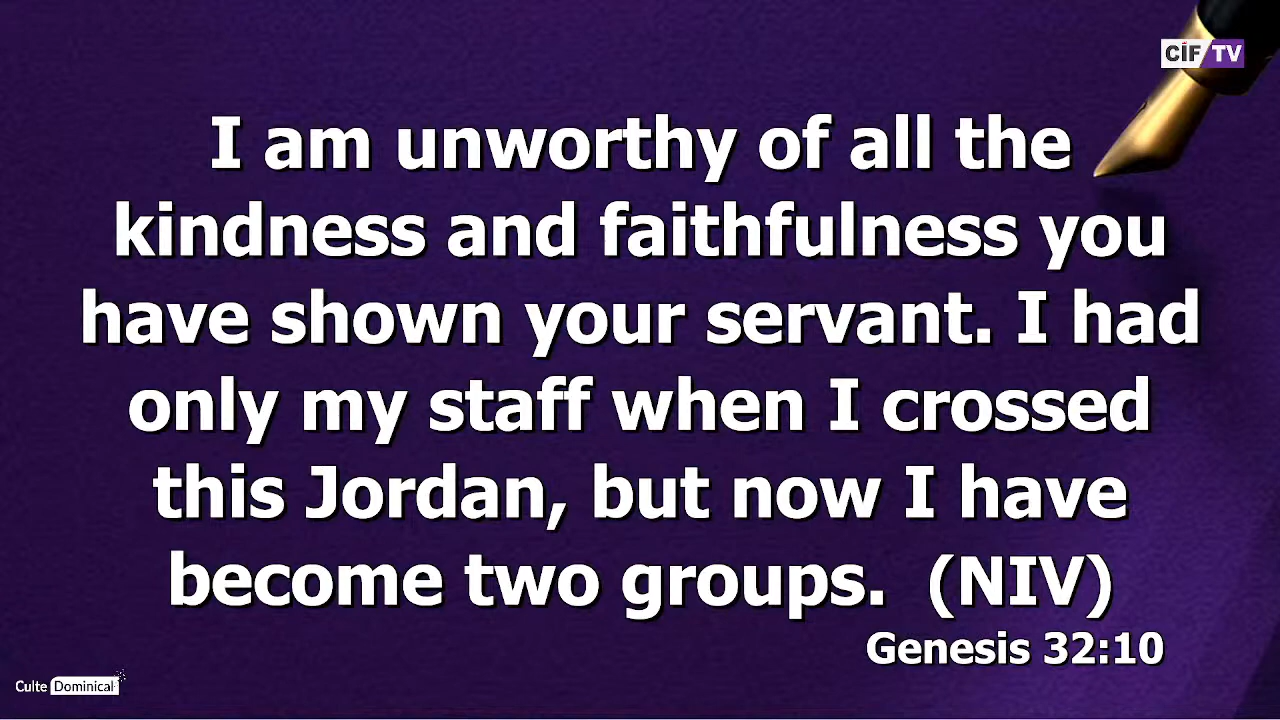 CIF TV
I am unworthy of all the
kindness and faithfulness you
have shown your servant. I had
only my staff when I crossed
this Jordan, but now I have
become two groups.  (NIV)
Genesis 32:10
Culte Dominical